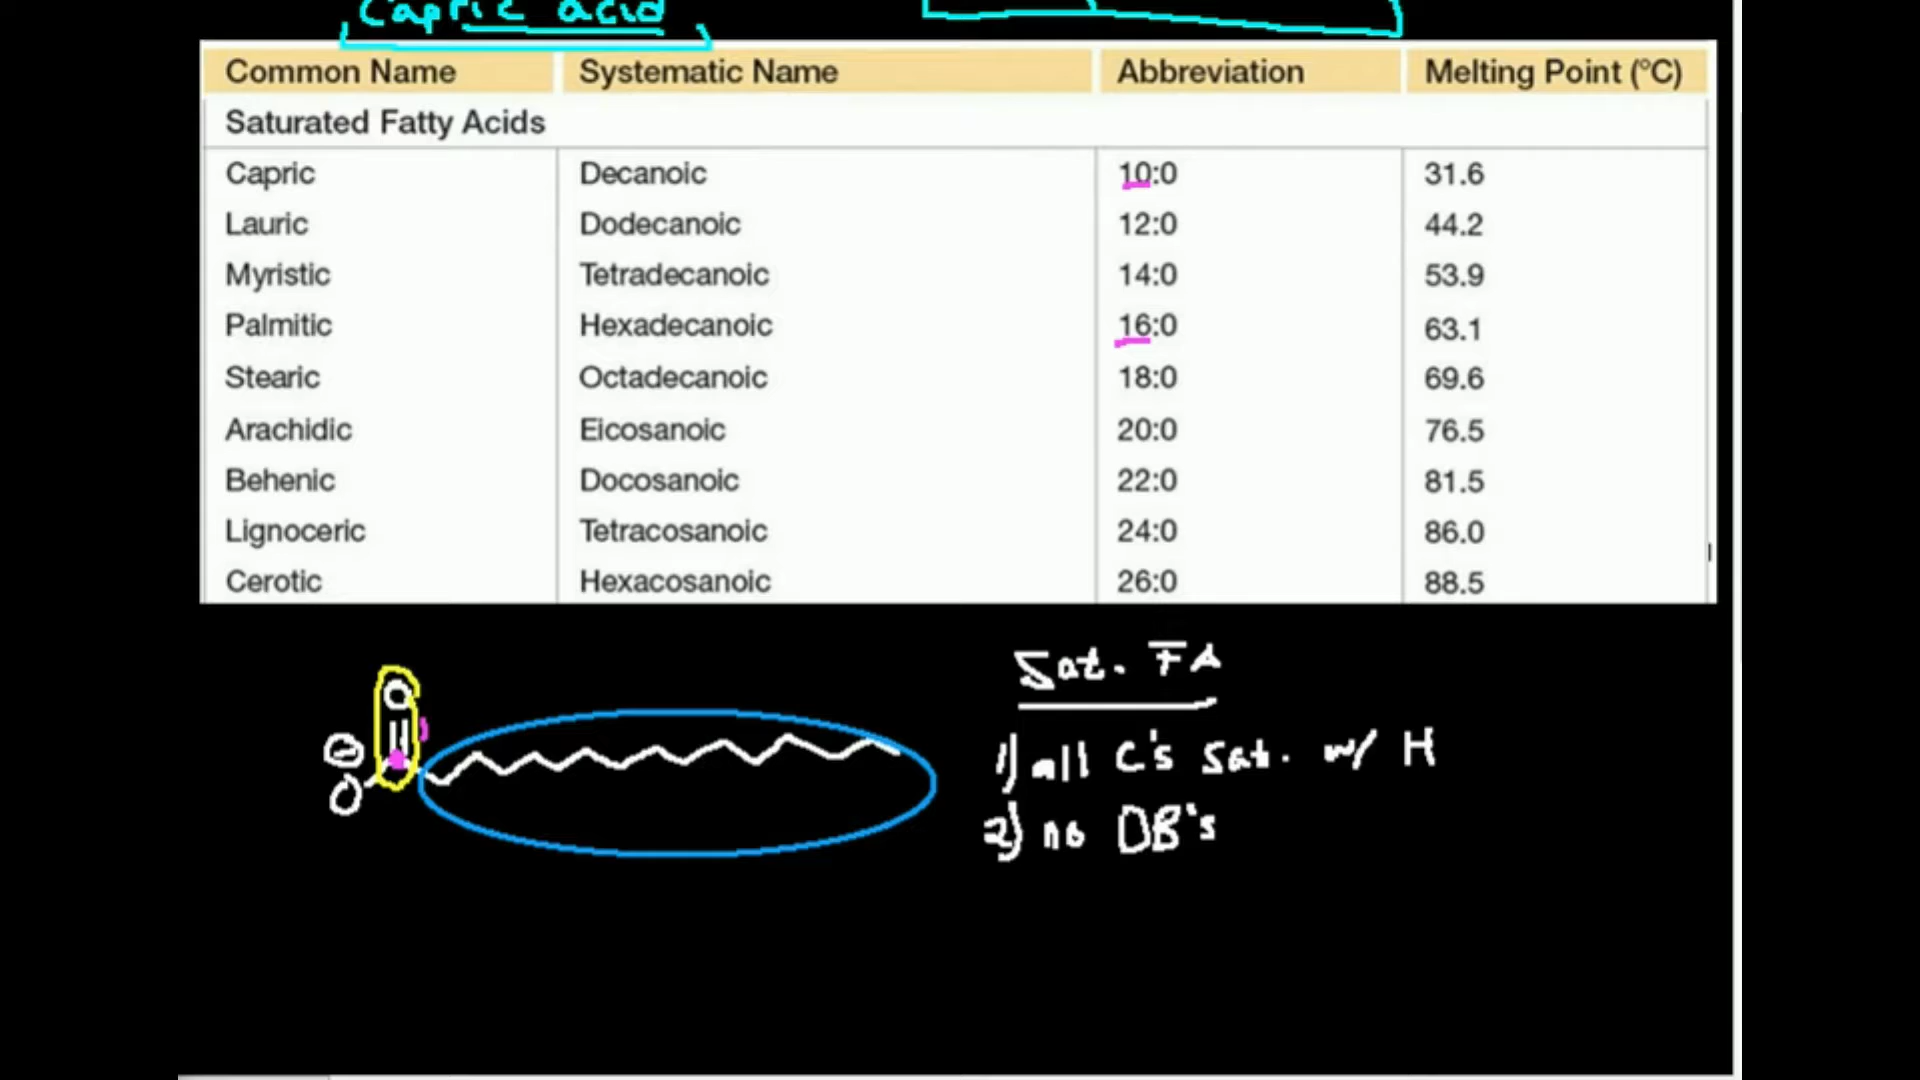 Capric acid
Common Name Systematic Name Abbreviation Melting Point (°C)
Saturated Fatty Acids
Capric Decanoic 10:0 31.6
Lauric Dodecanoic 12:0 44.2
Myristic Tetradecanoic 14:0 53.9
Palmitic Hexadecanoic 16:0 63.1
Stearic Octadecanoic 18:0 69.6
Arachidic Eicosanoic 20:0 76.5
Behenic Docosanoic 22:0 81.5
Lignoceric Tetracosanoic 24:0 86.0
Cerotic Hexacosanoic 26:0 88.5
Sat. FA
O
1) all C's Sat. w/ H
⊖
O
2) no DB's